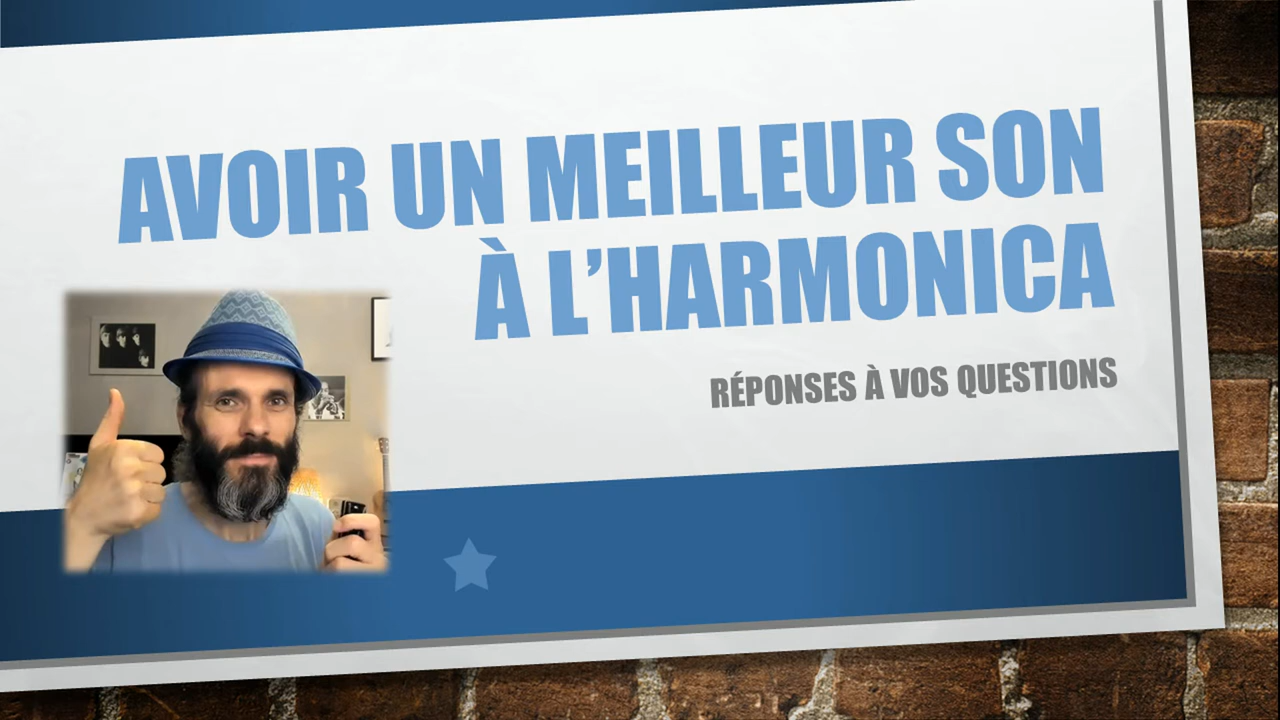 AVOIR UN MEILLEUR SON
À L’HARMONICA
RÉPONSES À VOS QUESTIONS